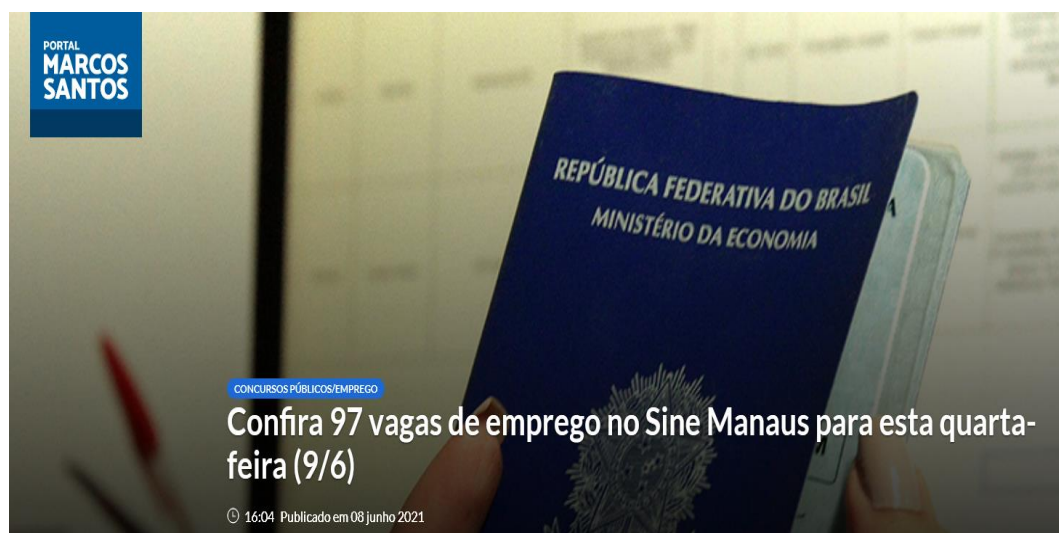 PORTAL
MARCOS
SANTOS
REPÚBLICA FEDERATIVA DO BRASIL
MINISTÉRIO DA ECONOMIA
CONCURSOS PÚBLICOS/EMPREGO
Confira 97 vagas de emprego no Sine Manaus para esta quarta-
feira (9/6)
16:04 Publicado em 08 junho 2021